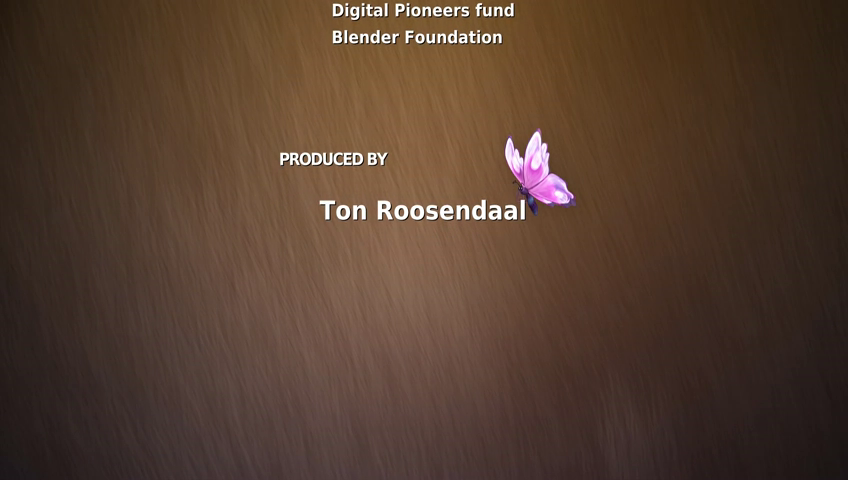 Digital Pioneers fund
Blender Foundation
PRODUCED BY
Ton Roosendaal